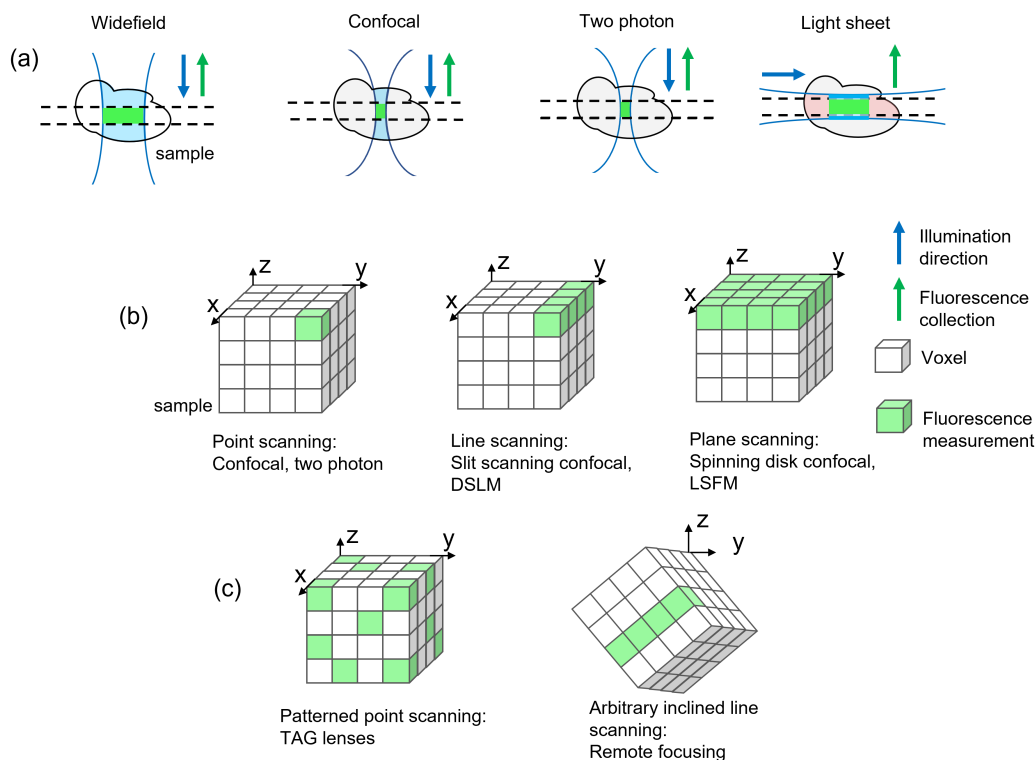 Widefield
Confocal
Two photon
Light sheet
(a)
sample
(b)
z
y
x
sample
Point scanning:
Confocal, two photon
z
y
x
Line scanning:
Slit scanning confocal,
DSLM
z
y
x
Plane scanning:
Spinning disk confocal,
LSFM
Illumination
direction
Fluorescence
collection
Voxel
Fluorescence
measurement
(c)
z
y
x
Patterned point scanning:
TAG lenses
z
y
Arbitrary inclined line
scanning:
Remote focusing